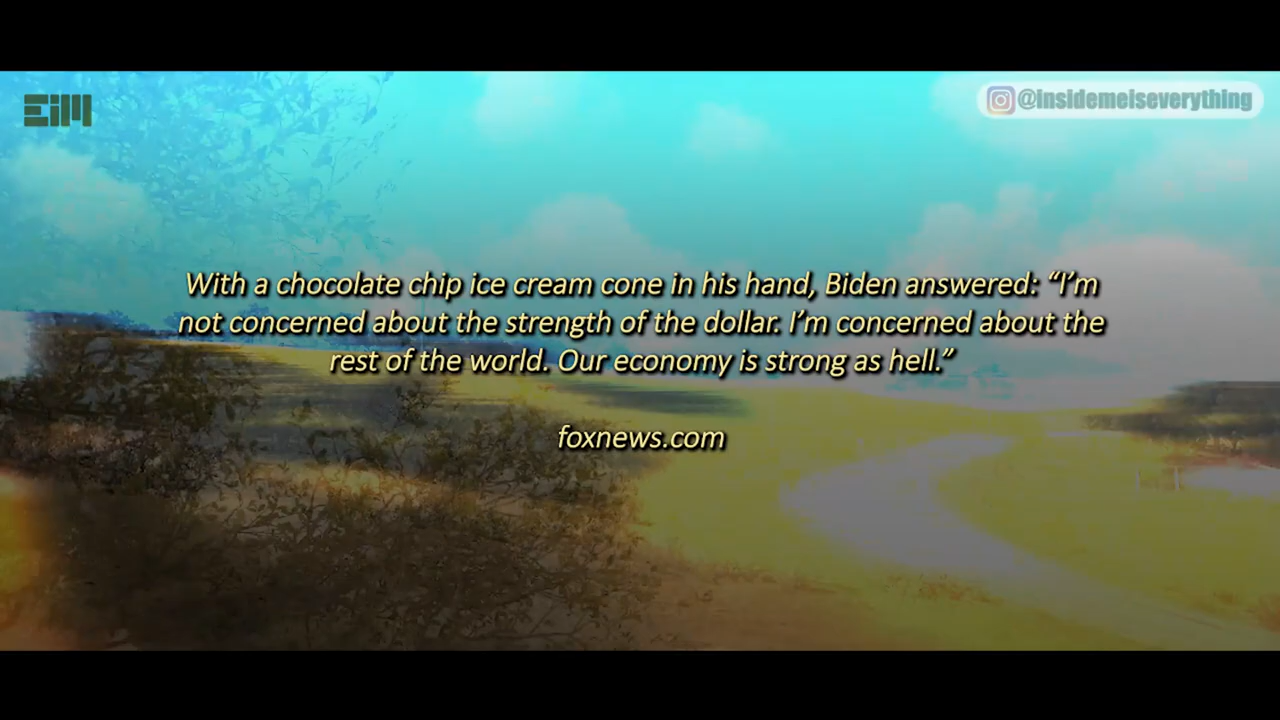 EiM
@insidemeiseverything
With a chocolate chip ice cream cone in his hand, Biden answered: “I’m
not concerned about the strength of the dollar. I’m concerned about the
rest of the world. Our economy is strong as hell.”
foxnews.com